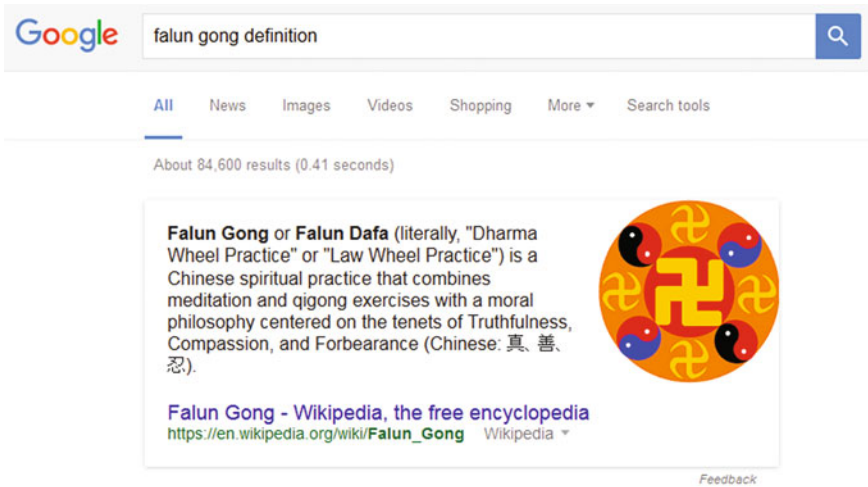 Google falun gong definition
All News Images Videos Shopping More Search tools
About 84,600 results (0.41 seconds)
Falun Gong or Falun Dafa (literally, "Dharma
Wheel Practice" or "Law Wheel Practice") is a
Chinese spiritual practice that combines
meditation and qigong exercises with a moral
philosophy centered on the tenets of Truthfulness,
Compassion, and Forbearance (Chinese: 真、善、
忍).
Falun Gong - Wikipedia, the free encyclopedia
https://en.wikipedia.org/wiki/Falun_Gong Wikipedia
Feedback